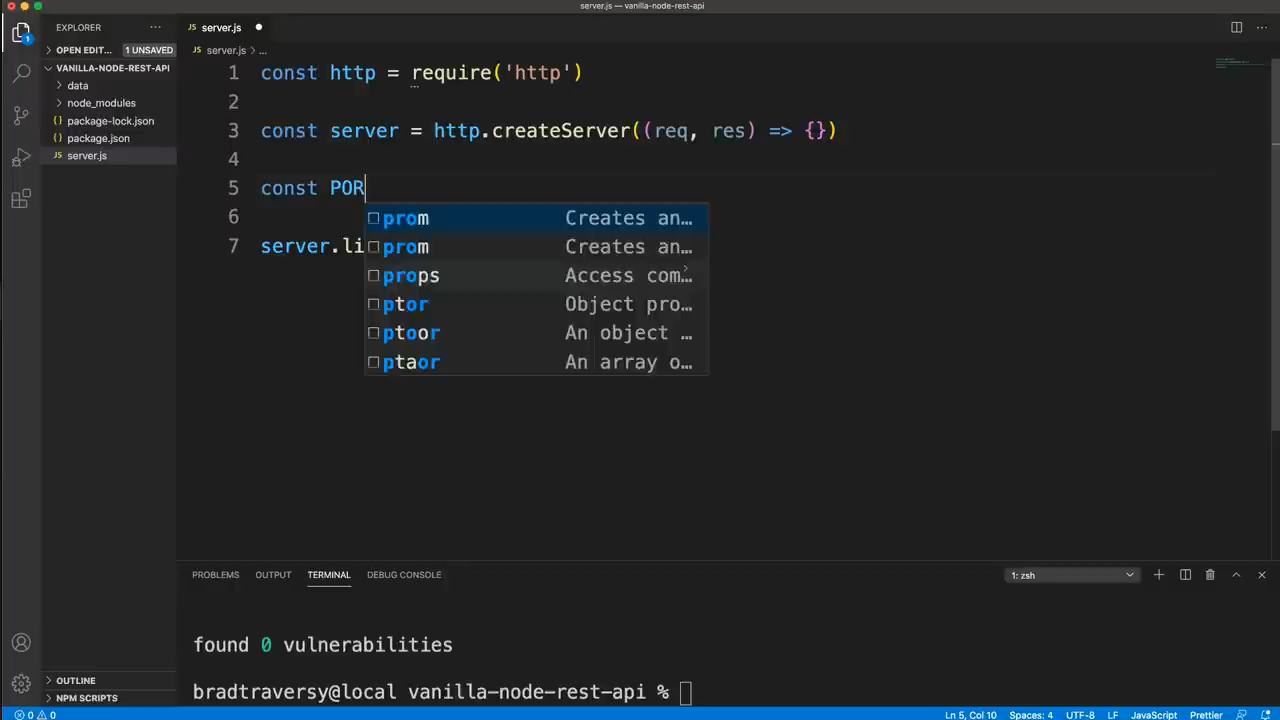 server.js — vanilla-node-rest-api
EXPLORER
server.js
OPEN EDIT... 1 UNSAVED
server.js > ...
VANILLA-NODE-REST-API
data
node_modules
package-lock.json
package.json
JS server.js
1 const http = require('http')
2
3 const server = http.createServer((req, res) => {})
4
5 const POR
6
7 server.li
prom Creates an...
prom Creates an...
props Access com...
ptor Object pro...
ptoor An object ...
ptaor An array o...
PROBLEMS OUTPUT TERMINAL DEBUG CONSOLE
1: zsh
found 0 vulnerabilities
bradtraversy@local vanilla-node-rest-api %
OUTLINE
NPM SCRIPTS
0 0
Ln 5, Col 10 Spaces: 4 UTF-8 LF JavaScript Prettier